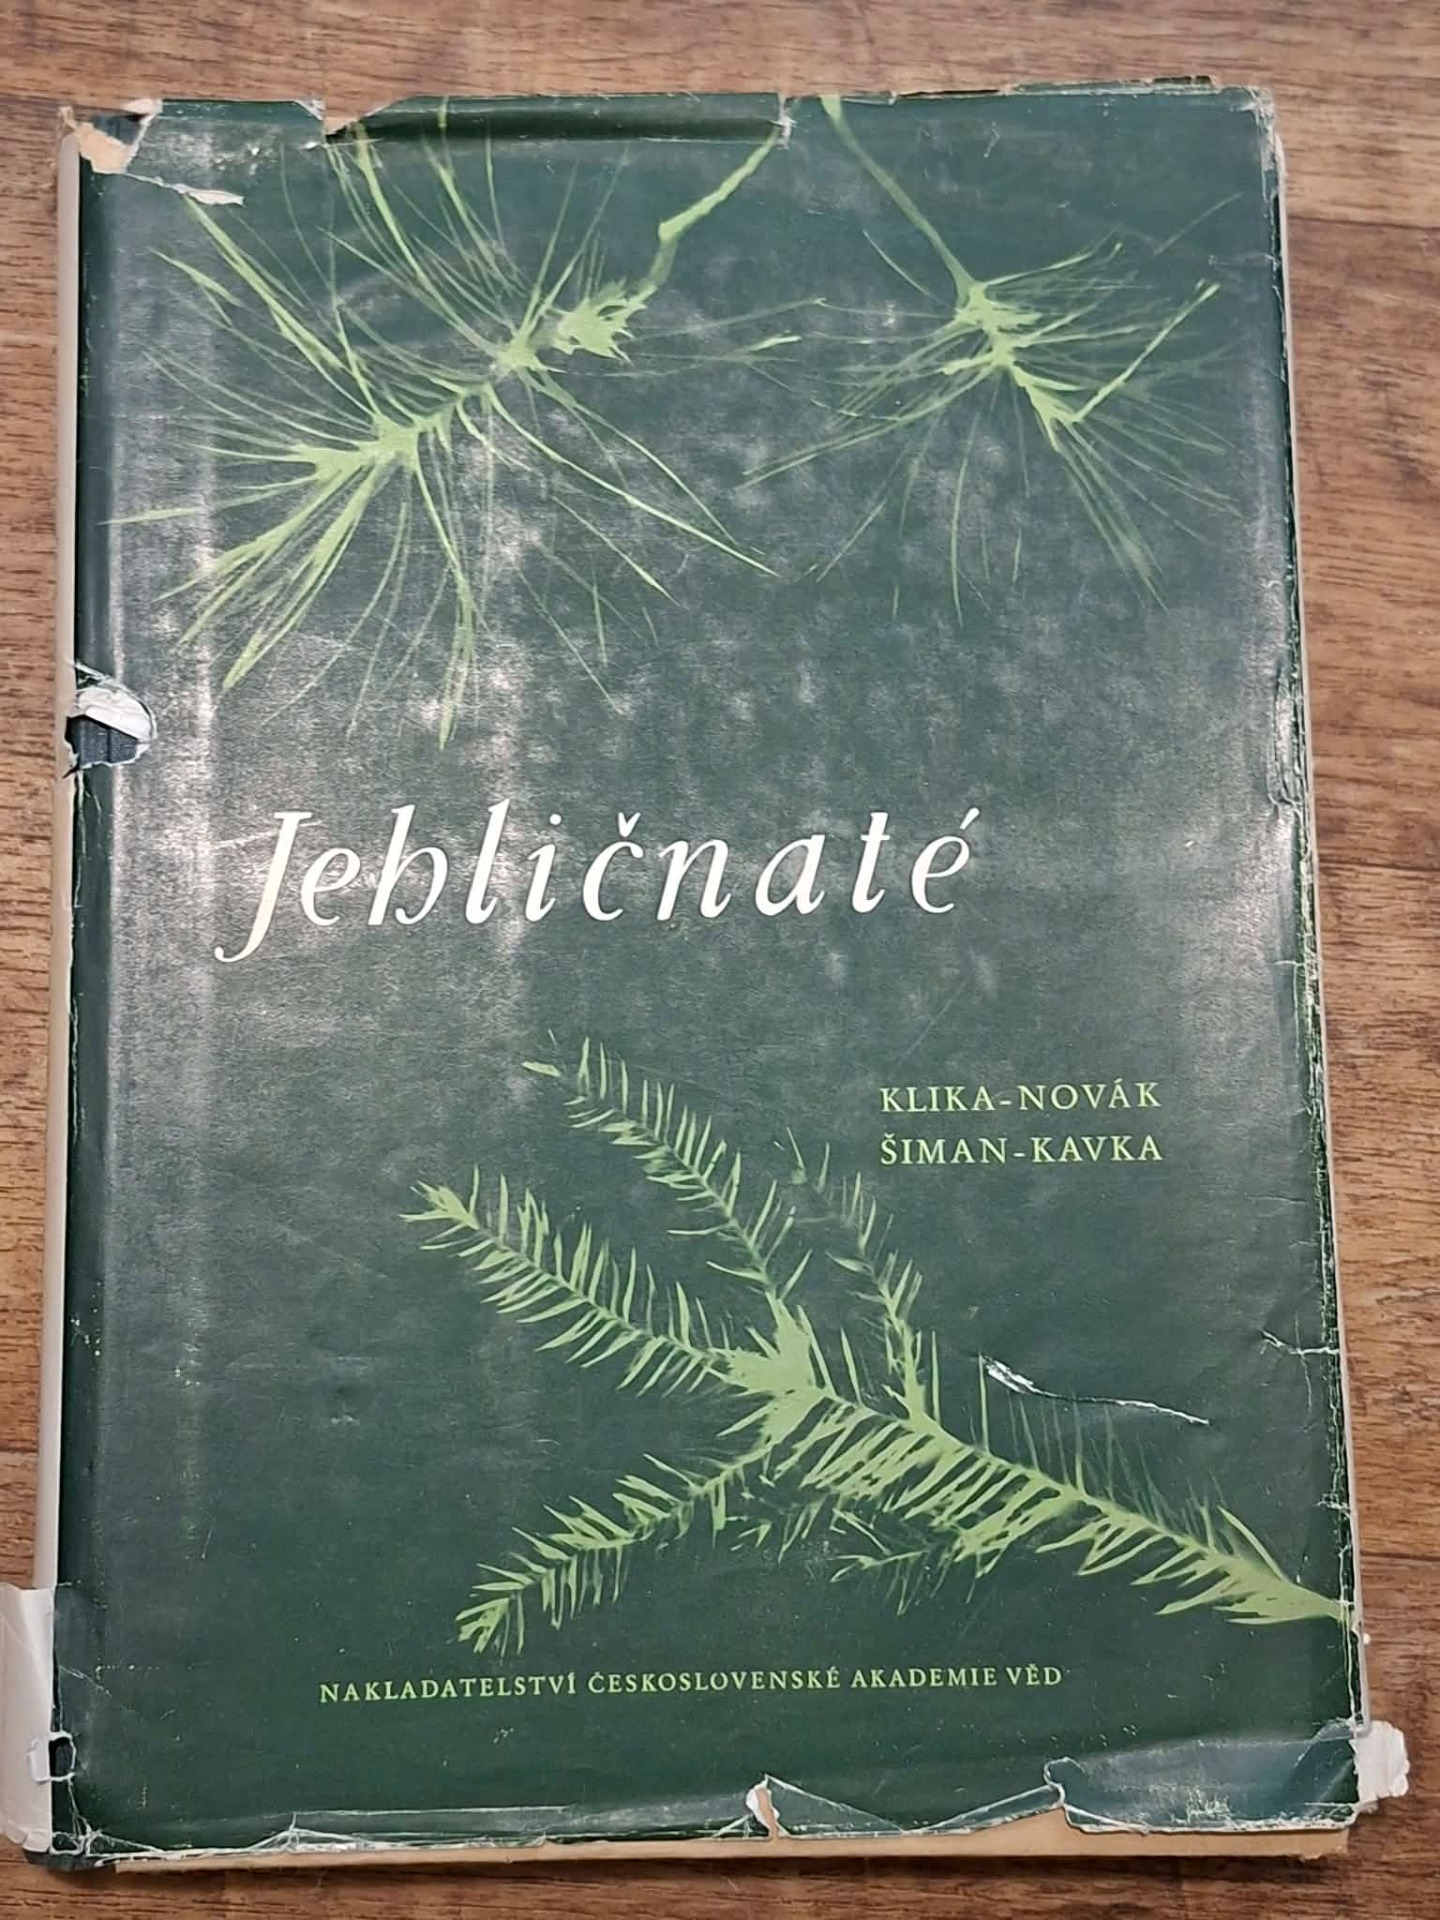 Jehličnaté
KLIKA-NOVÁK
ŠIMAN-KAVKA
NAKLADATELSTVÍ ČESKOSLOVENSKÉ AKADEMIE VĚD